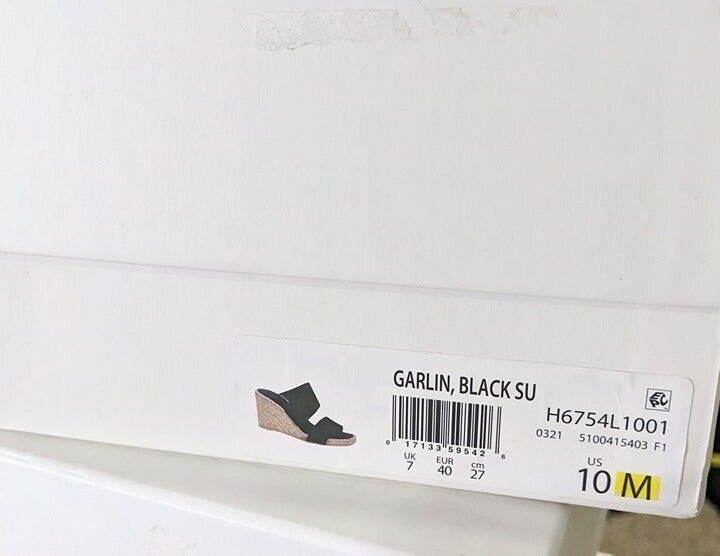 GARLIN, BLACK SU
H6754L1001
0 17133 59542 6
0321 5100415403 F1
UK EUR cm US
7 40 27 10 M